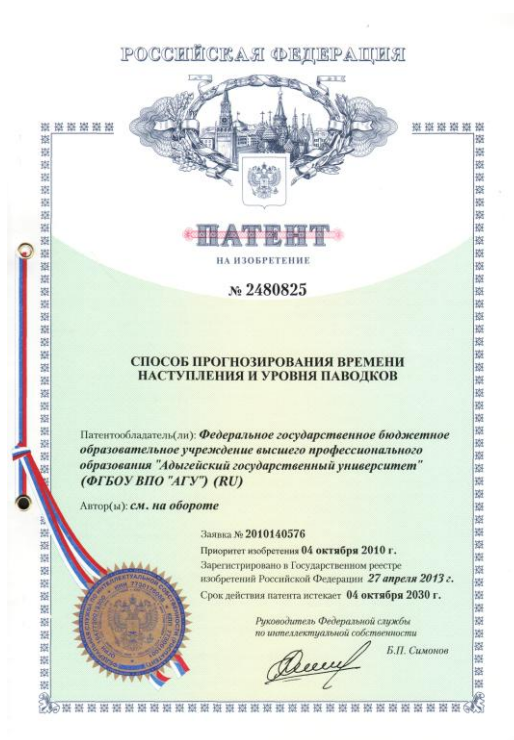 РОССИЙСКАЯ ФЕДЕРАЦИЯ
ПАТЕНТ
НА ИЗОБРЕТЕНИЕ
№ 2480825
СПОСОБ ПРОГНОЗИРОВАНИЯ ВРЕМЕНИ
НАСТУПЛЕНИЯ И УРОВНЯ ПАВОДКОВ
Патентообладатель(ли): Федеральное государственное бюджетное
образовательное учреждение высшего профессионального
образования "Адыгейский государственный университет"
(ФГБОУ ВПО "АГУ") (RU)
Автор(ы): см. на обороте
Заявка № 2010140576
Приоритет изобретения 04 октября 2010 г.
Зарегистрировано в Государственном реестре
изобретений Российской Федерации 27 апреля 2013 г.
Срок действия патента истекает 04 октября 2030 г.
Руководитель Федеральной службы
по интеллектуальной собственности
Б.П. Симонов